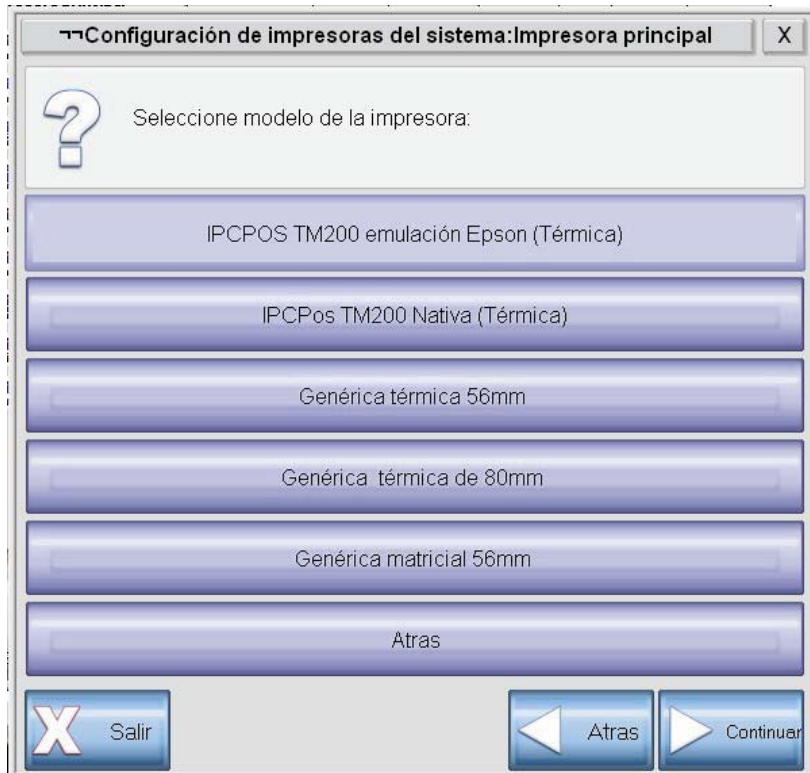 ¬¬Configuración de impresoras del sistema:Impresora principal X
Seleccione modelo de la impresora:
IPCPOS TM200 emulación Epson (Térmica)
IPCPos TM200 Nativa (Térmica)
Genérica térmica 56mm
Genérica térmica de 80mm
Genérica matricial 56mm
Atras
Salir Atras Continuar